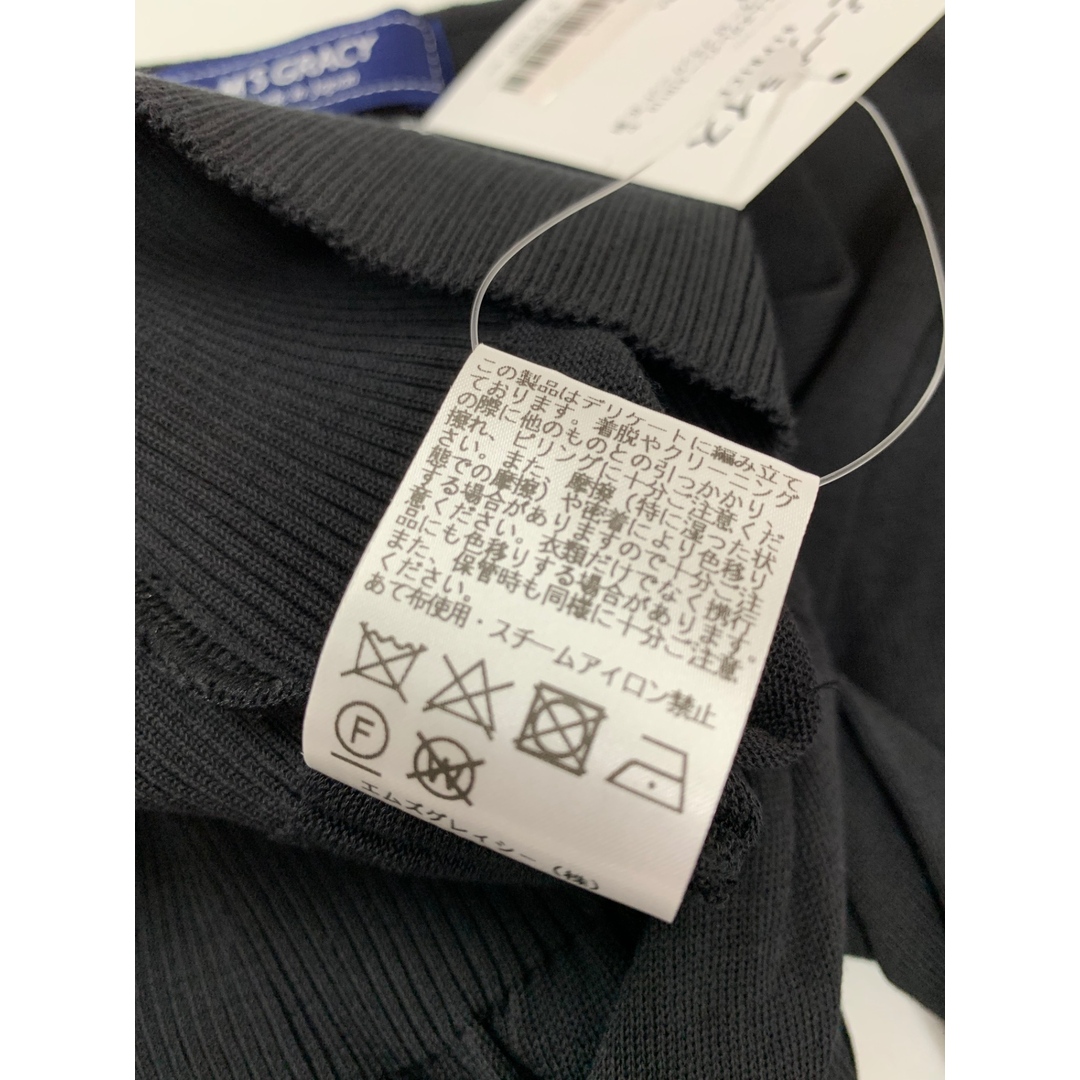 M'S GRACY
ープライス
この製品はデリケートに編み立て
ております。着脱やクリーニング
の際に他のものとの引っかかり、
擦れ、ピリングに十分ご注意くだ
さい。また、摩擦（特に湿った状
態での摩擦）や密着により色移り
する場合がありますので十分ご注
意ください。衣類だけでなく携行
品にも色移りする場合があります。
また、保管時も同様に十分ご注意
ください。
あて布使用・スチームアイロン禁止
F
W
エムズグレイシー（株）